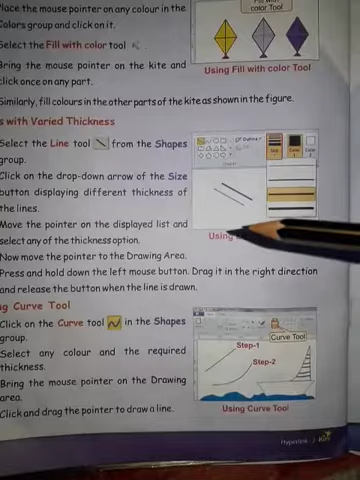 Place the mouse pointer on any colour in the
Colors group and click on it.
Fill with
color Tool
Select the Fill with color tool
Bring the mouse pointer on the kite and
click once on any part.
Using Fill with color Tool
Similarly, fill colours in the other parts of the kite as shown in the figure.
s with Varied Thickness
Select the Line tool from the Shapes
group.
Click on the drop-down arrow of the Size
button displaying different thickness of
the lines.
Move the pointer on the displayed list and
select any of the thickness option.
Outline
Using
Now move the pointer to the Drawing Area.
Press and hold down the left mouse button. Drag it in the right direction
and release the button when the line is drawn.
ng Curve Tool
Click on the Curve tool in the Shapes
group.
Select any colour and the required
thickness.
Bring the mouse pointer on the Drawing
area.
Click and drag the pointer to draw a line.
Curve Tool
Step-1
Step-2
Using Curve Tool